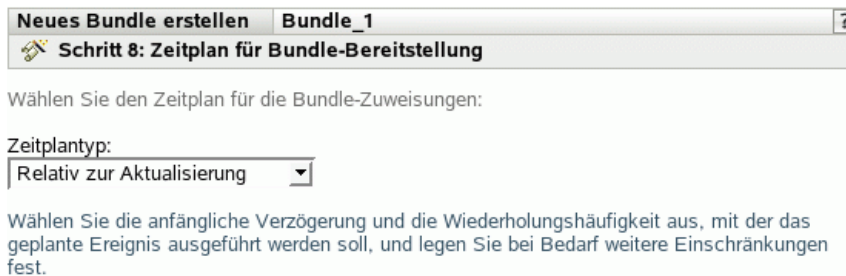 Neues Bundle erstellen Bundle_1 ?
Schritt 8: Zeitplan für Bundle-Bereitstellung
Wählen Sie den Zeitplan für die Bundle-Zuweisungen:
Zeitplantyp:
Relativ zur Aktualisierung
Wählen Sie die anfängliche Verzögerung und die Wiederholungshäufigkeit aus, mit der das
geplante Ereignis ausgeführt werden soll, und legen Sie bei Bedarf weitere Einschränkungen
fest.